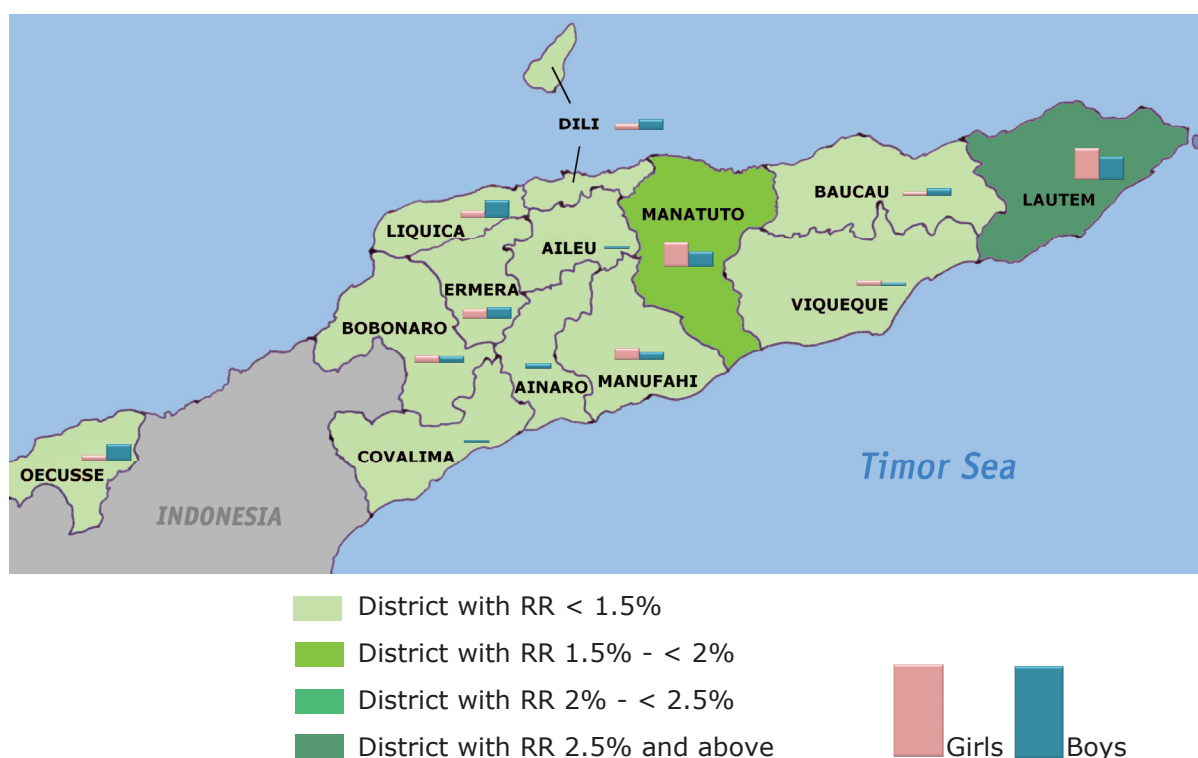 DILI
BAUCAU
LAUTEM
MANATUTO
LIQUICA
AILEU
ERMERA
VIQUEQUE
BOBONARO
AINARO
MANUFAHI
COVALIMA
OECUSSE
Timor Sea
INDONESIA
District with RR < 1.5%
District with RR 1.5% - < 2%
District with RR 2% - < 2.5%
District with RR 2.5% and above
Girls
Boys